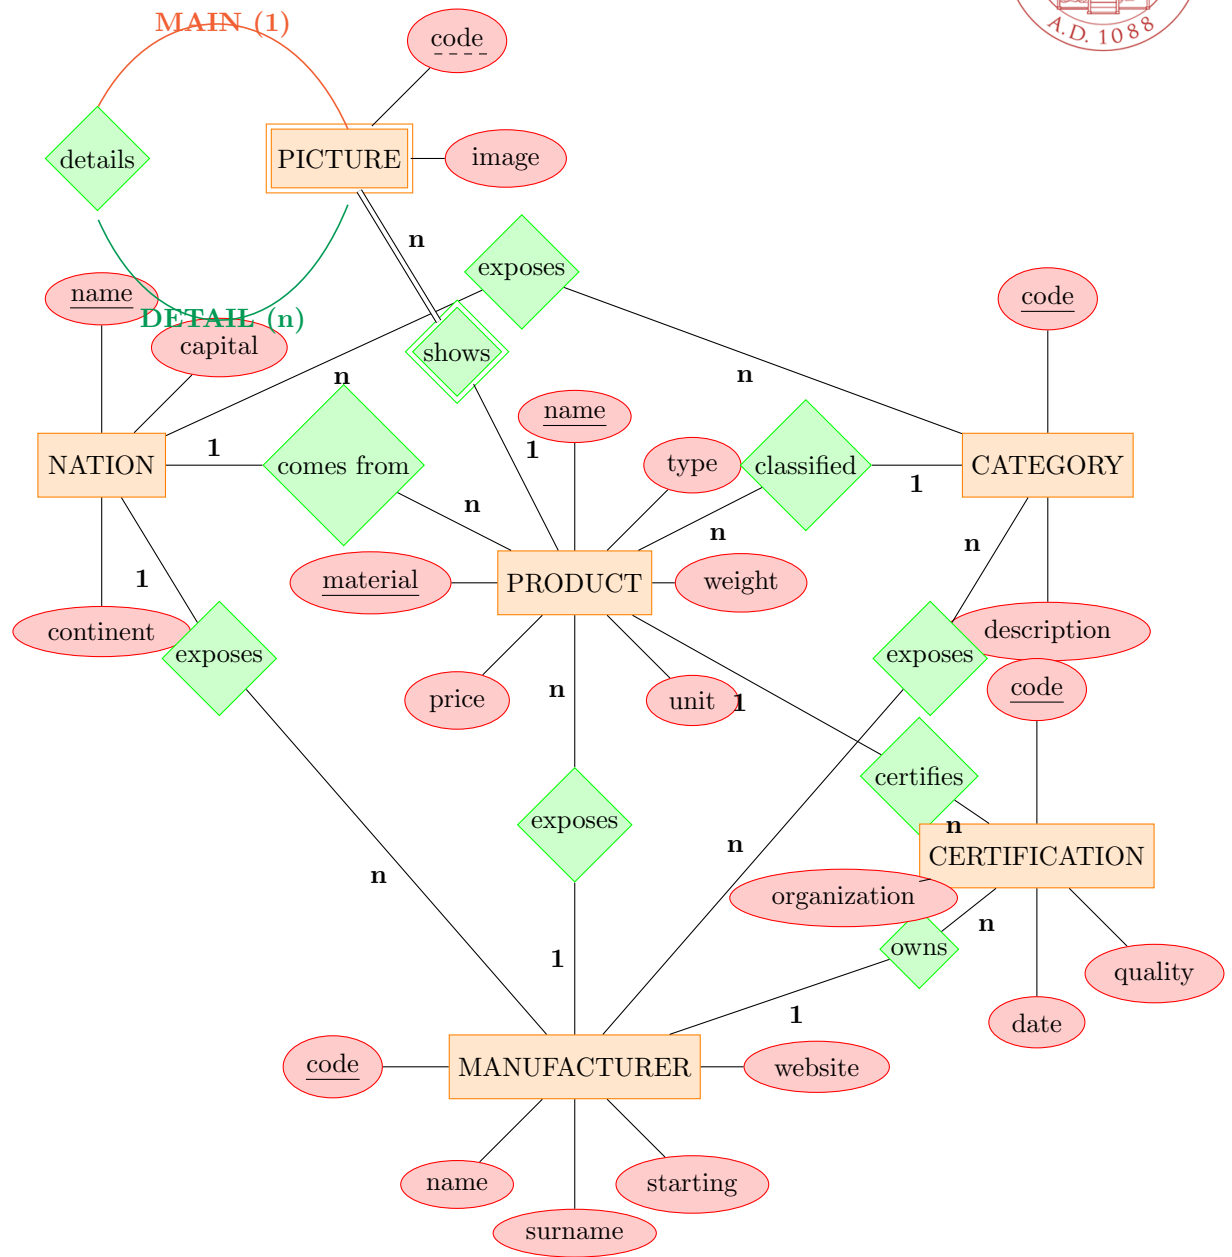 MAIN (1)
code
A.D. 1088
details
PICTURE
image
n
exposes
name
code
DETAIL (n)
capital
shows
n
n
name
1
1
type
NATION
comes from
classified
CATEGORY
1
n
n
n
1
material
PRODUCT
weight
continent
description
exposes
exposes
n
price
unit
1
code
certifies
exposes
n
n
CERTIFICATION
n
organization
n
owns
1
quality
1
date
code
MANUFACTURER
website
name
starting
surname